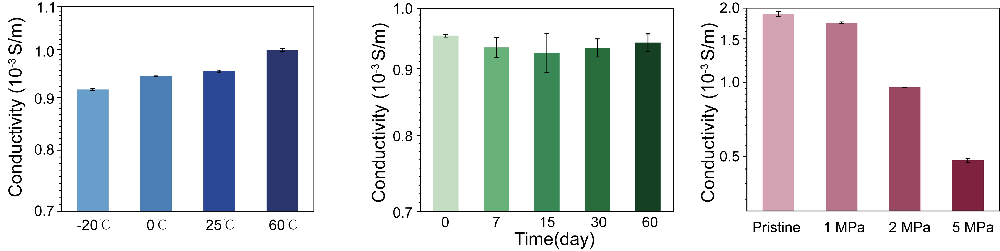 Conductivity (10⁻³ S/m)
1.1
1.0
0.9
0.8
0.7
-20℃ 0℃ 25℃ 60℃
Conductivity (10⁻³ S/m)
1.0
0.9
0.8
0.7
0 7 15 30 60
Time(day)
Conductivity (10⁻³ S/m)
2.0
1.5
1.0
0.5
Pristine 1 MPa 2 MPa 5 MPa